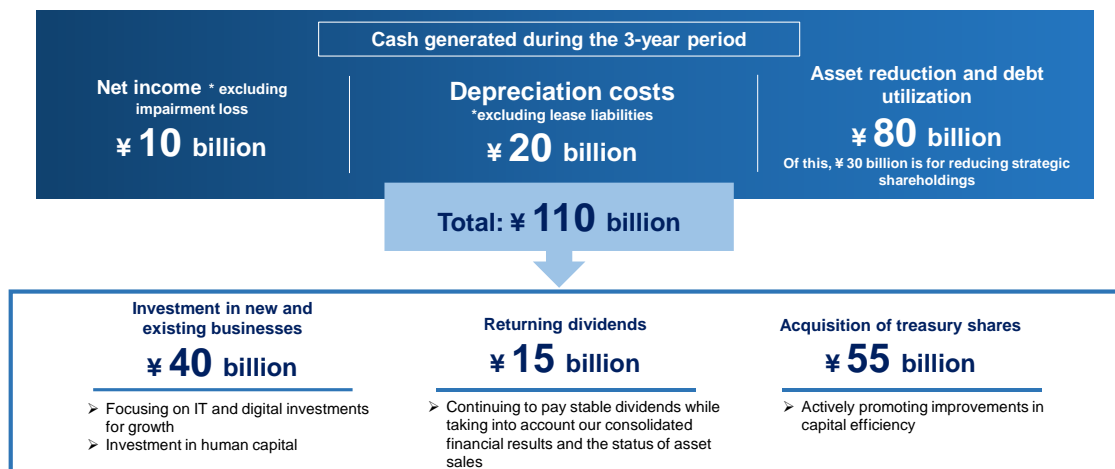 Cash generated during the 3-year period
Net income * excluding
impairment loss
¥ 10 billion
Depreciation costs
*excluding lease liabilities
¥ 20 billion
Asset reduction and debt
utilization
¥ 80 billion
Of this, ¥ 30 billion is for reducing strategic
shareholdings
Total: ¥ 110 billion
Investment in new and
existing businesses
¥ 40 billion
➢ Focusing on IT and digital investments
for growth
➢ Investment in human capital
Returning dividends
¥ 15 billion
➢ Continuing to pay stable dividends while
taking into account our consolidated
financial results and the status of asset
sales
Acquisition of treasury shares
¥ 55 billion
➢ Actively promoting improvements in
capital efficiency